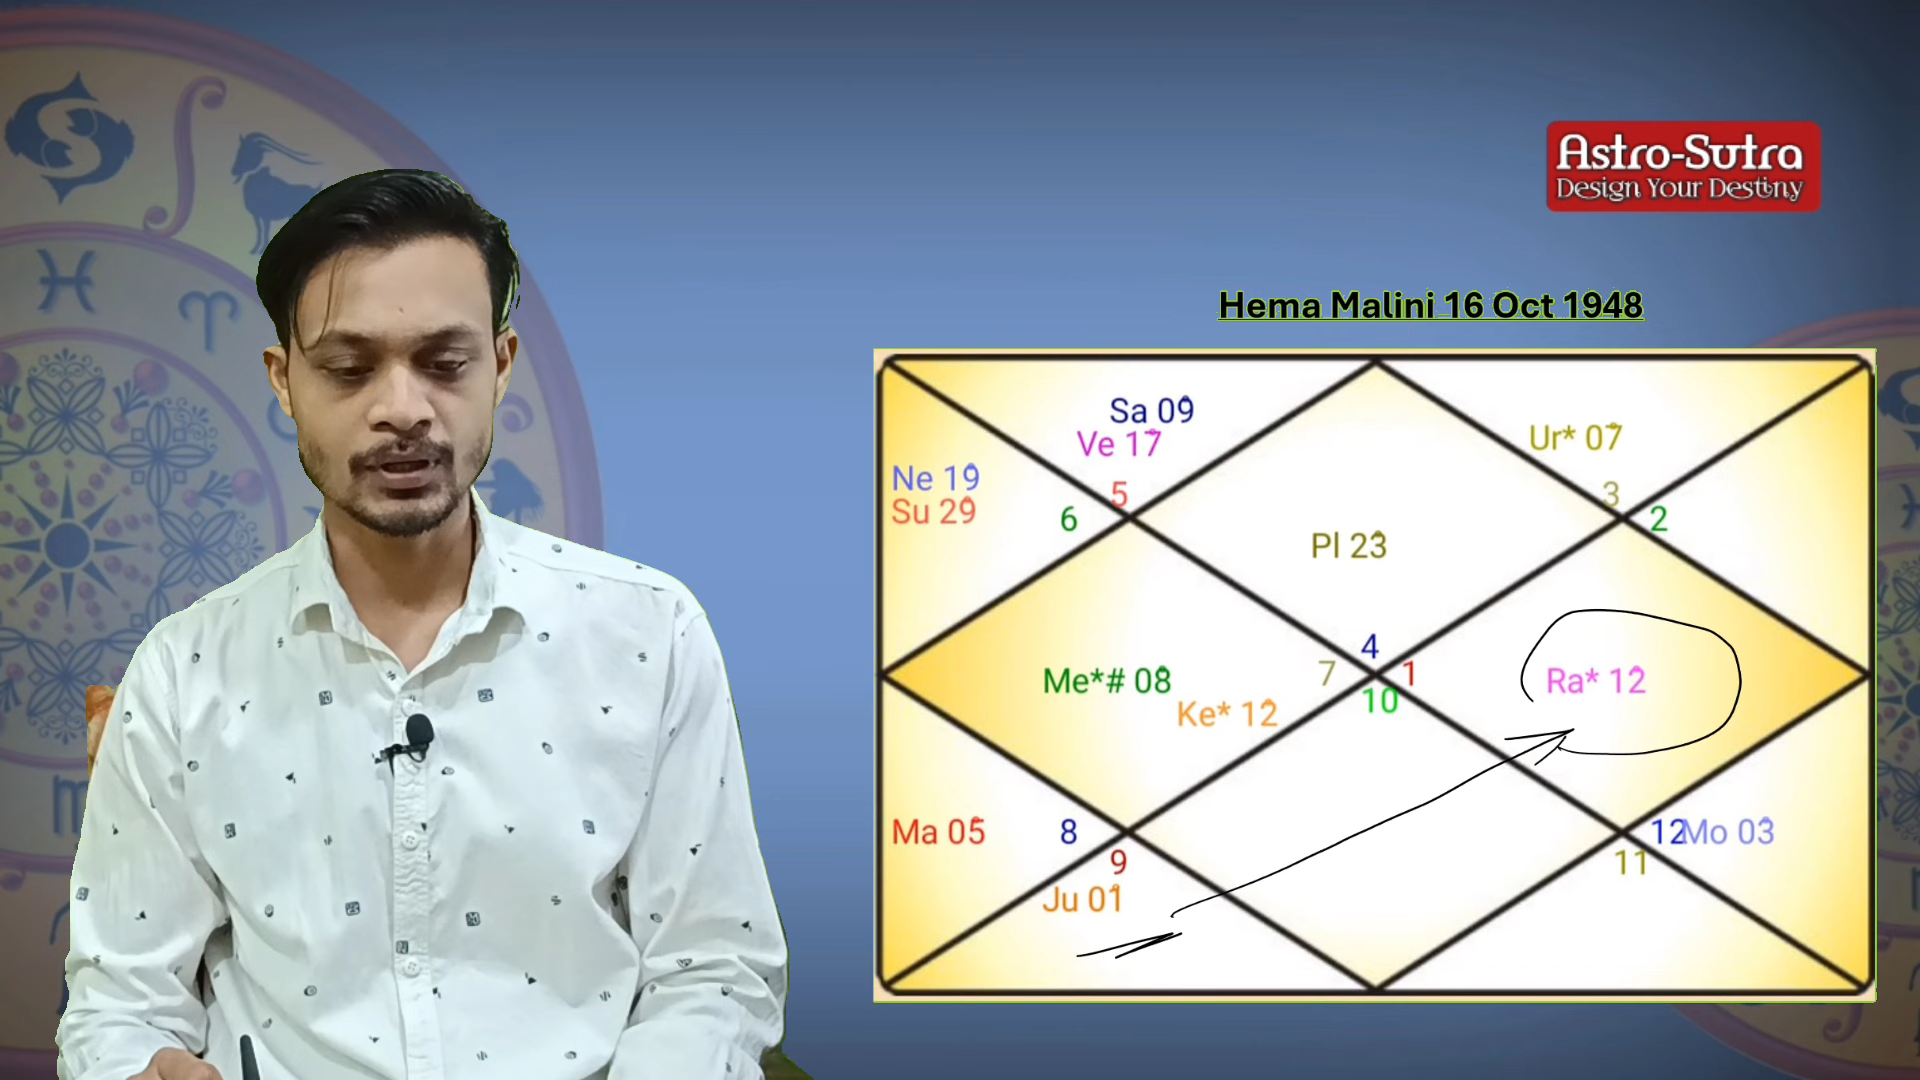 Astro-Sutra
Design Your Destiny
Hema Malini 16 Oct 1948
Sa 09°
Ve 17°
Ur* 07°
Ne 19°
Su 29°
5
3
6
2
Pl 23°
4
Me*# 08°
7
1
Ra* 12°
Ke* 12°
10
Ma 05°
8
12
Mo 03°
9
11
Ju 01°